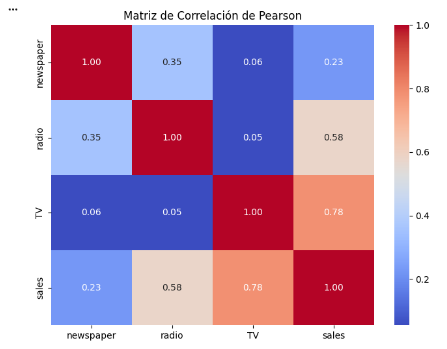 ...
Matriz de Correlación de Pearson
newspaper 1.00 0.35 0.06 0.23
radio 0.35 1.00 0.05 0.58
TV 0.06 0.05 1.00 0.78
sales 0.23 0.58 0.78 1.00
newspaper radio TV sales
1.0
0.8
0.6
0.4
0.2